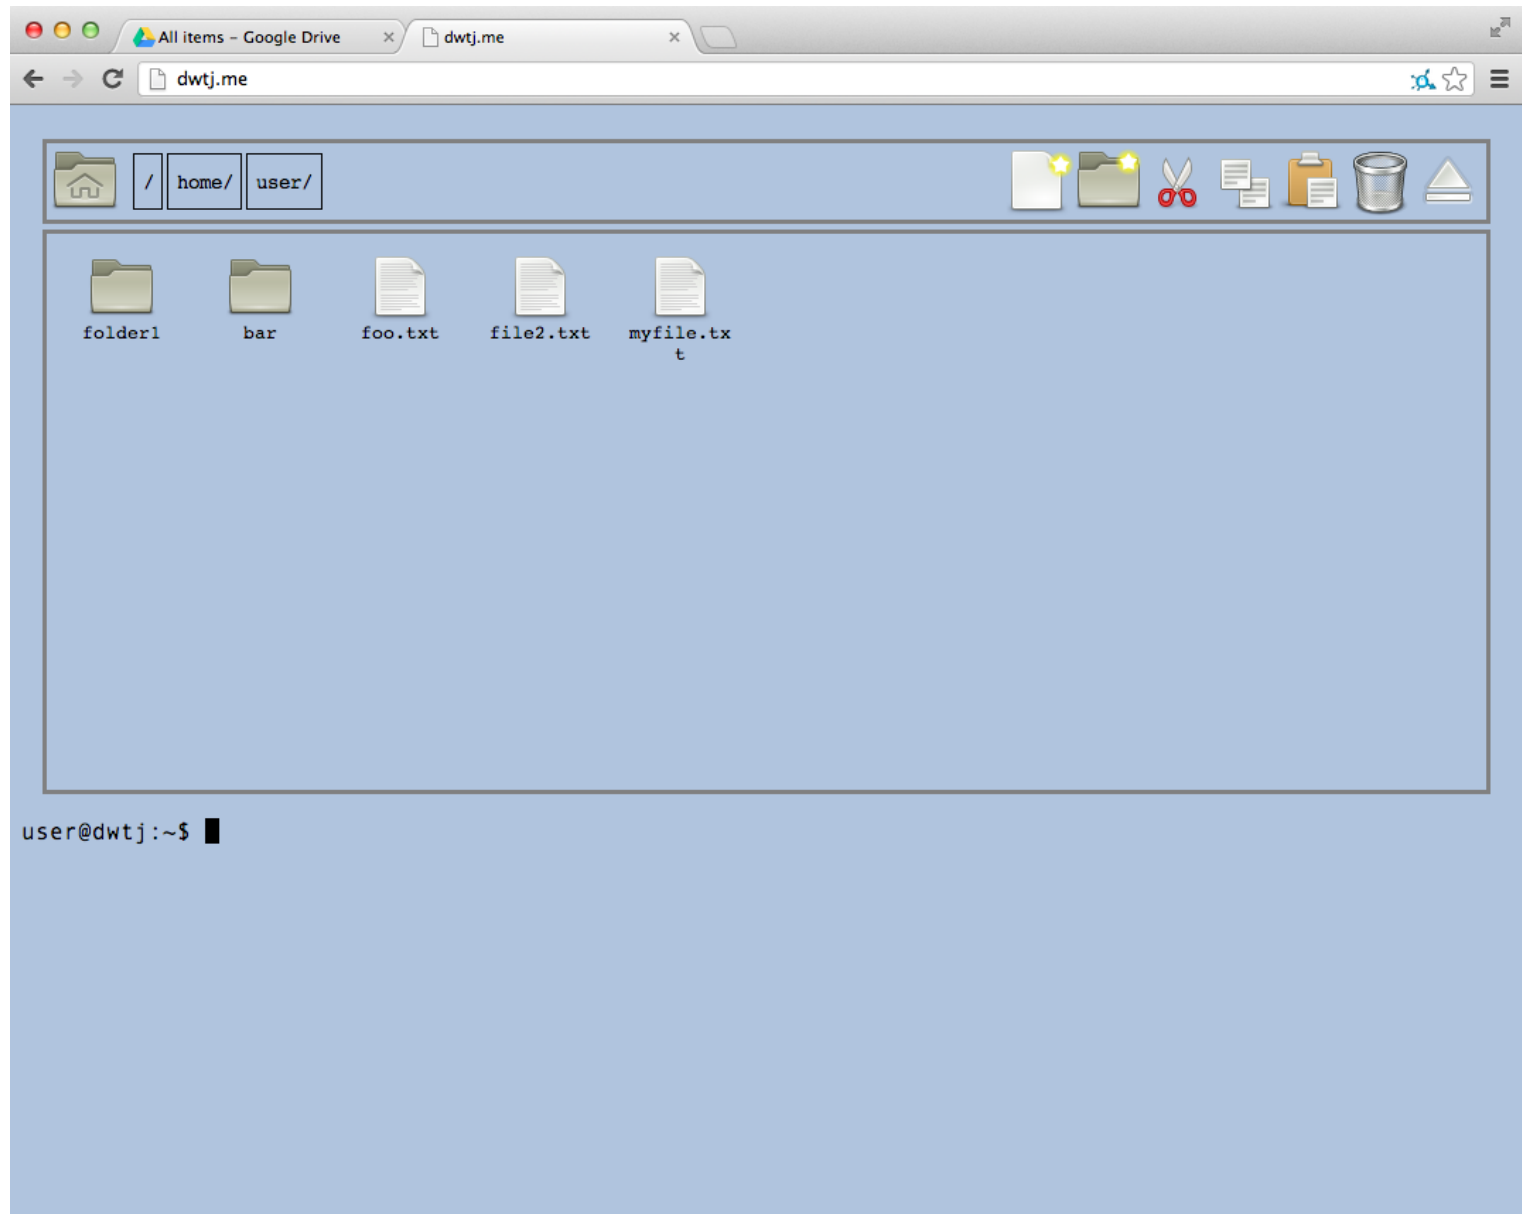 All items – Google Drive
dwtj.me
dwtj.me
/ home/ user/
folder1 bar foo.txt file2.txt myfile.tx
t
user@dwtj:~$